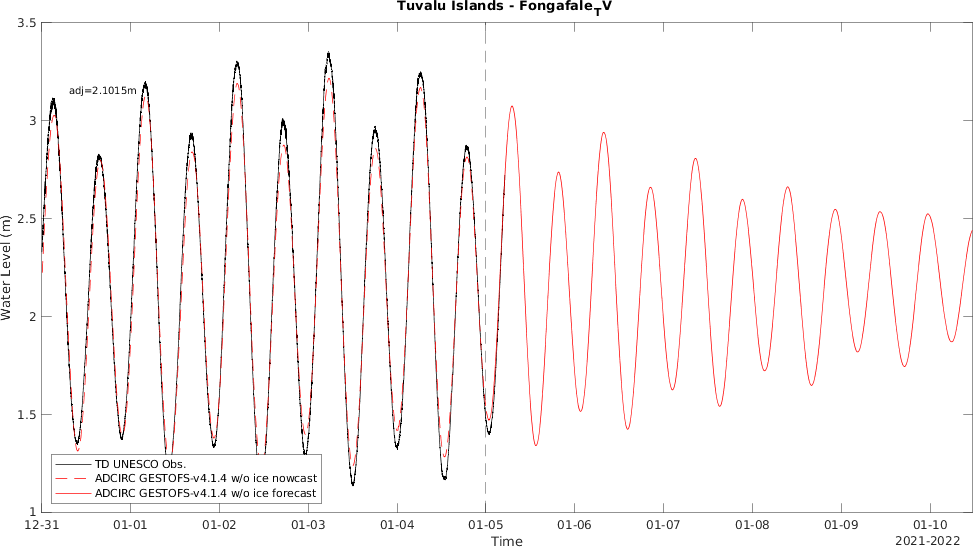 Tuvalu Islands - Fongafale_TV
3.5
adj=2.1015m
3
2.5
Water Level (m)
2
1.5
TD UNESCO Obs.
ADCIRC GESTOFS-v4.1.4 w/o ice nowcast
ADCIRC GESTOFS-v4.1.4 w/o ice forecast
1
12-31 01-01 01-02 01-03 01-04 01-05 01-06 01-07 01-08 01-09 01-10
Time
2021-2022